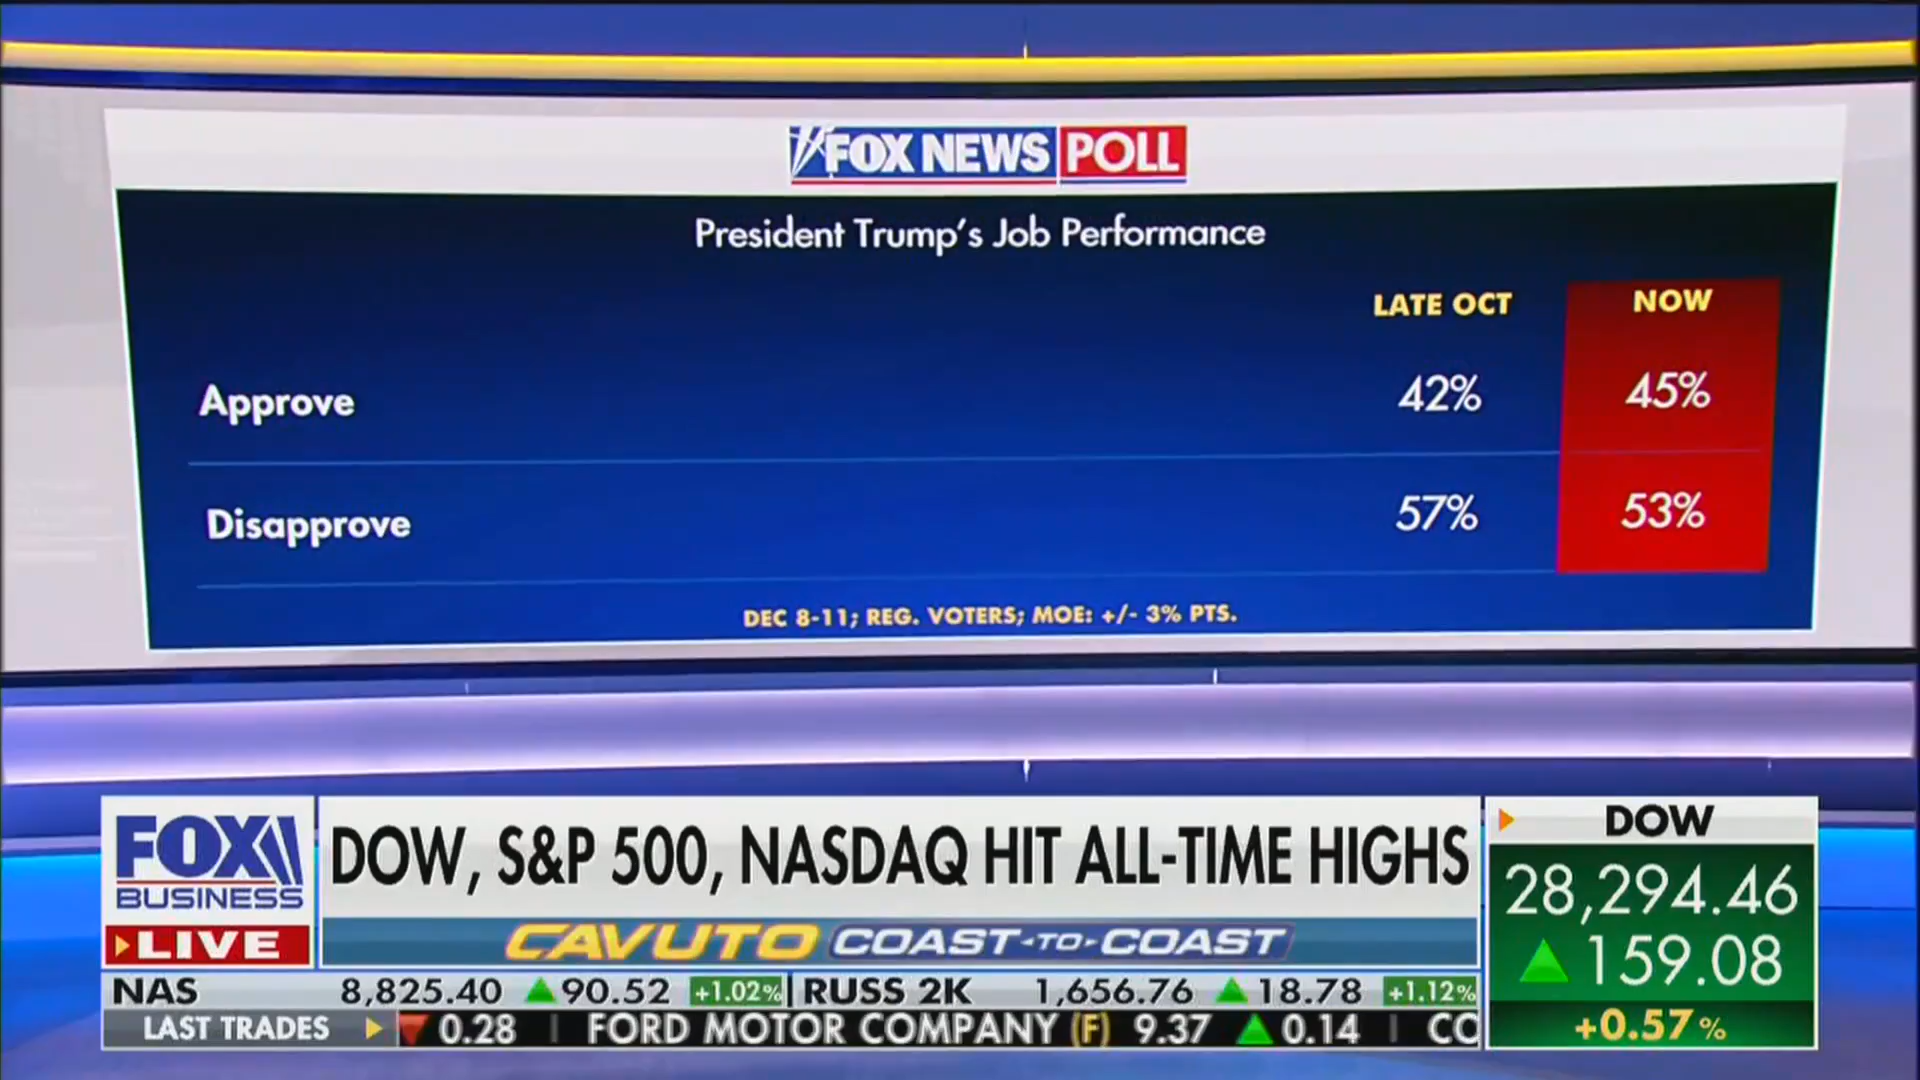 FOX NEWS POLL
President Trump's Job Performance
LATE OCT NOW
Approve 42% 45%
Disapprove 57% 53%
DEC 8-11; REG. VOTERS; MOE: +/- 3% PTS.
FOX BUSINESS
LIVE
DOW, S&P 500, NASDAQ HIT ALL-TIME HIGHS
CAVUTO COAST-TO-COAST
DOW
28,294.46
159.08
+0.57%
NAS 8,825.40 90.52 +1.02% RUSS 2K 1,656.76 18.78 +1.12%
LAST TRADES 0.28 | FORD MOTOR COMPANY (F) 9.37 0.14 | CO